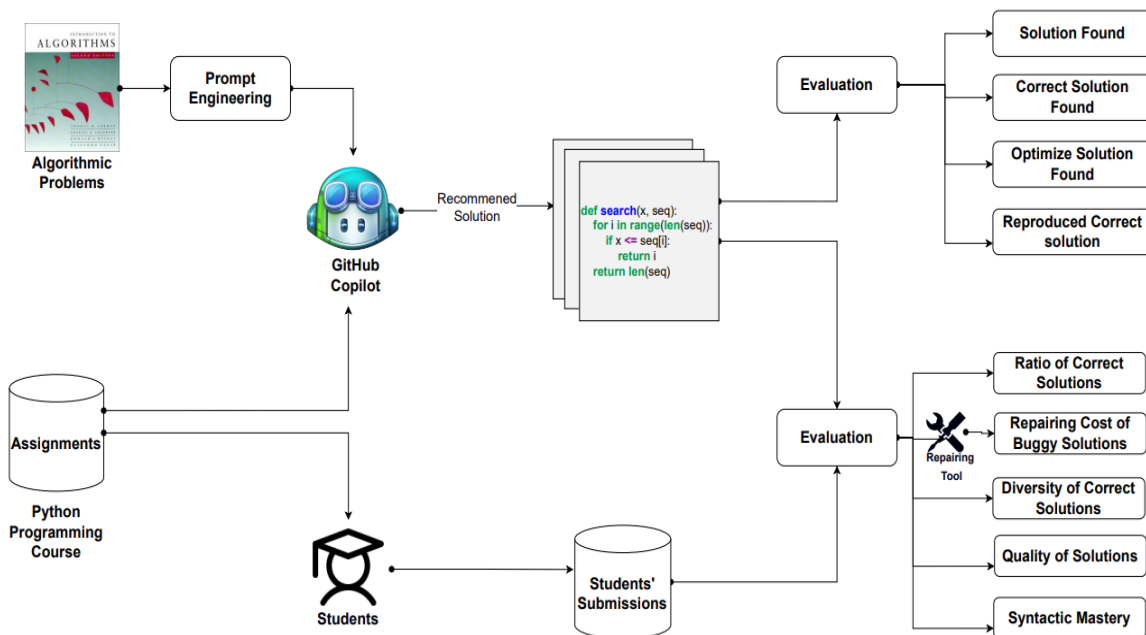 INTRODUCTION TO
ALGORITHMS
SECOND EDITION
Algorithmic
Problems
Prompt
Engineering
GitHub
Copilot
Recommened
Solution
def search(x, seq):
for i in range(len(seq)):
if x <= seq[i]:
return i
return len(seq)
Evaluation
Solution Found
Correct Solution
Found
Optimize Solution
Found
Reproduced Correct
solution
Assignments
Python
Programming
Course
Students
Students'
Submissions
Evaluation
Repairing
Tool
Ratio of Correct
Solutions
Repairing Cost of
Buggy Solutions
Diversity of Correct
Solutions
Quality of Solutions
Syntactic Mastery